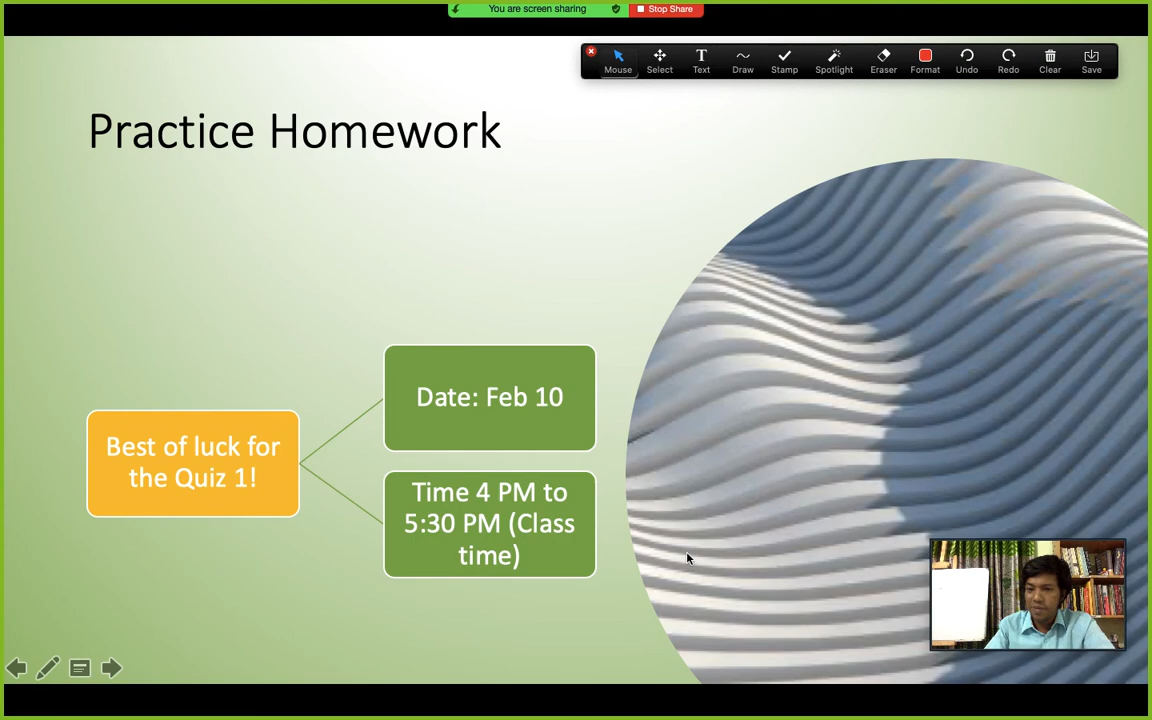 You are screen sharing
Stop Share
Mouse
Select
Text
Draw
Stamp
Spotlight
Eraser
Format
Undo
Redo
Clear
Save
Practice Homework
Best of luck for
the Quiz 1!
Date: Feb 10
Time 4 PM to
5:30 PM (Class
time)